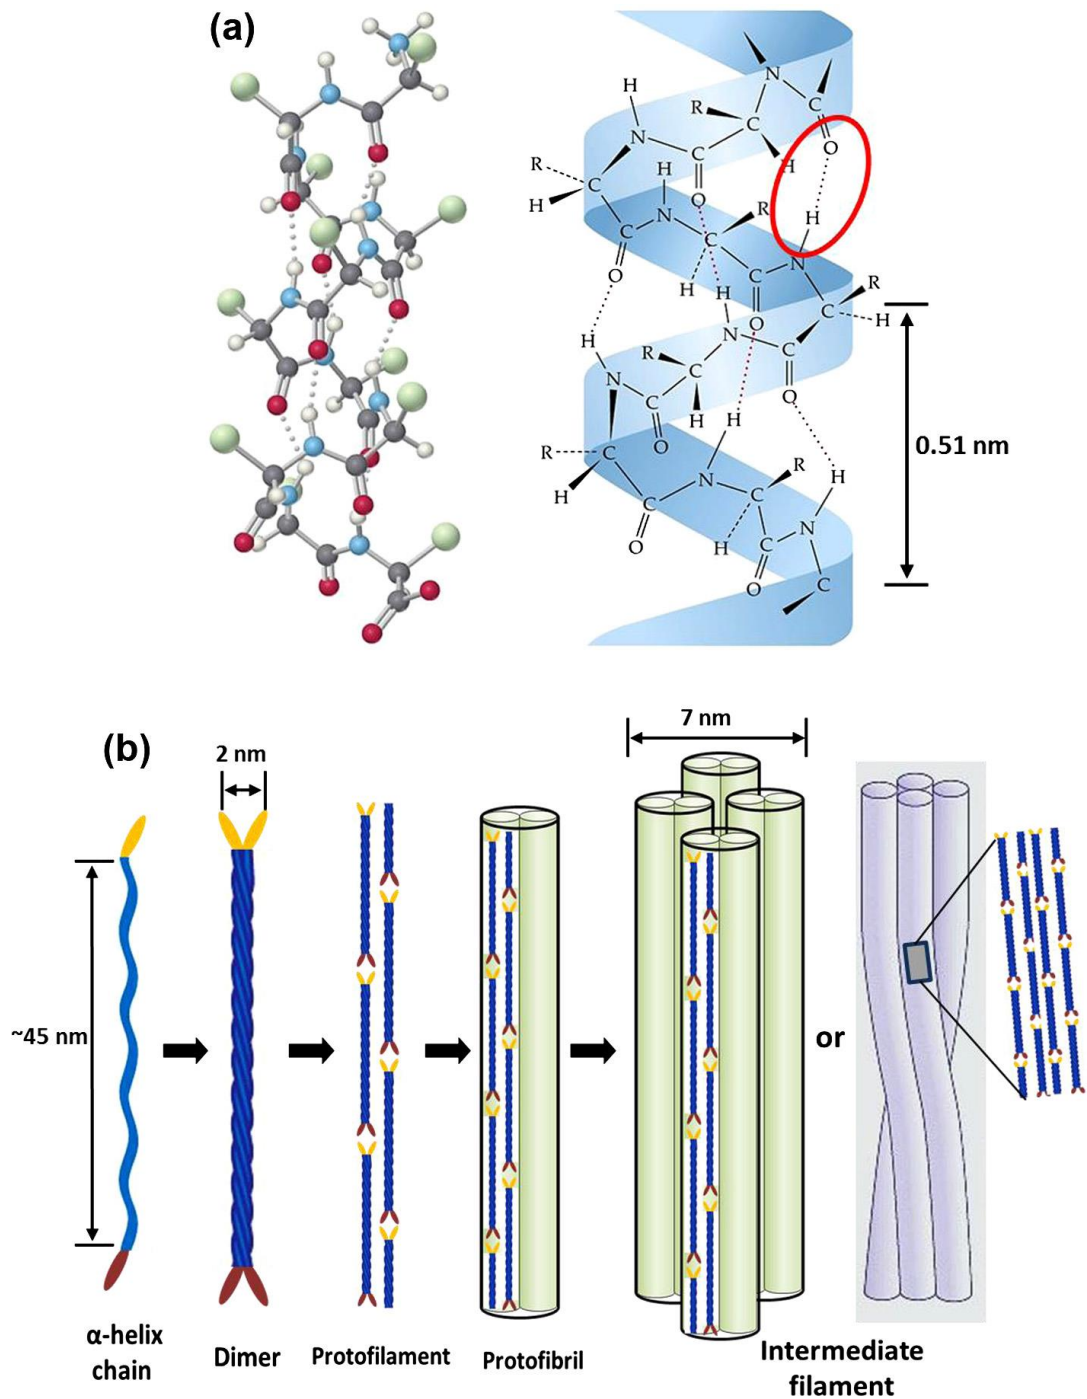 (a)
H
N
C
O
R
C
H
N
C
O
R
C
H
C
O
H
N
C
R
H
C
O
N
H
C
R
H
0.51 nm
H
N
C
O
R
C
H
N
H
C
O
R
C
H
C
O
N
H
C
R
H
C
O
N
H
C
(b)
2 nm
7 nm
~45 nm
or
α-helix
chain
Dimer
Protofilament
Protofibril
Intermediate
filament